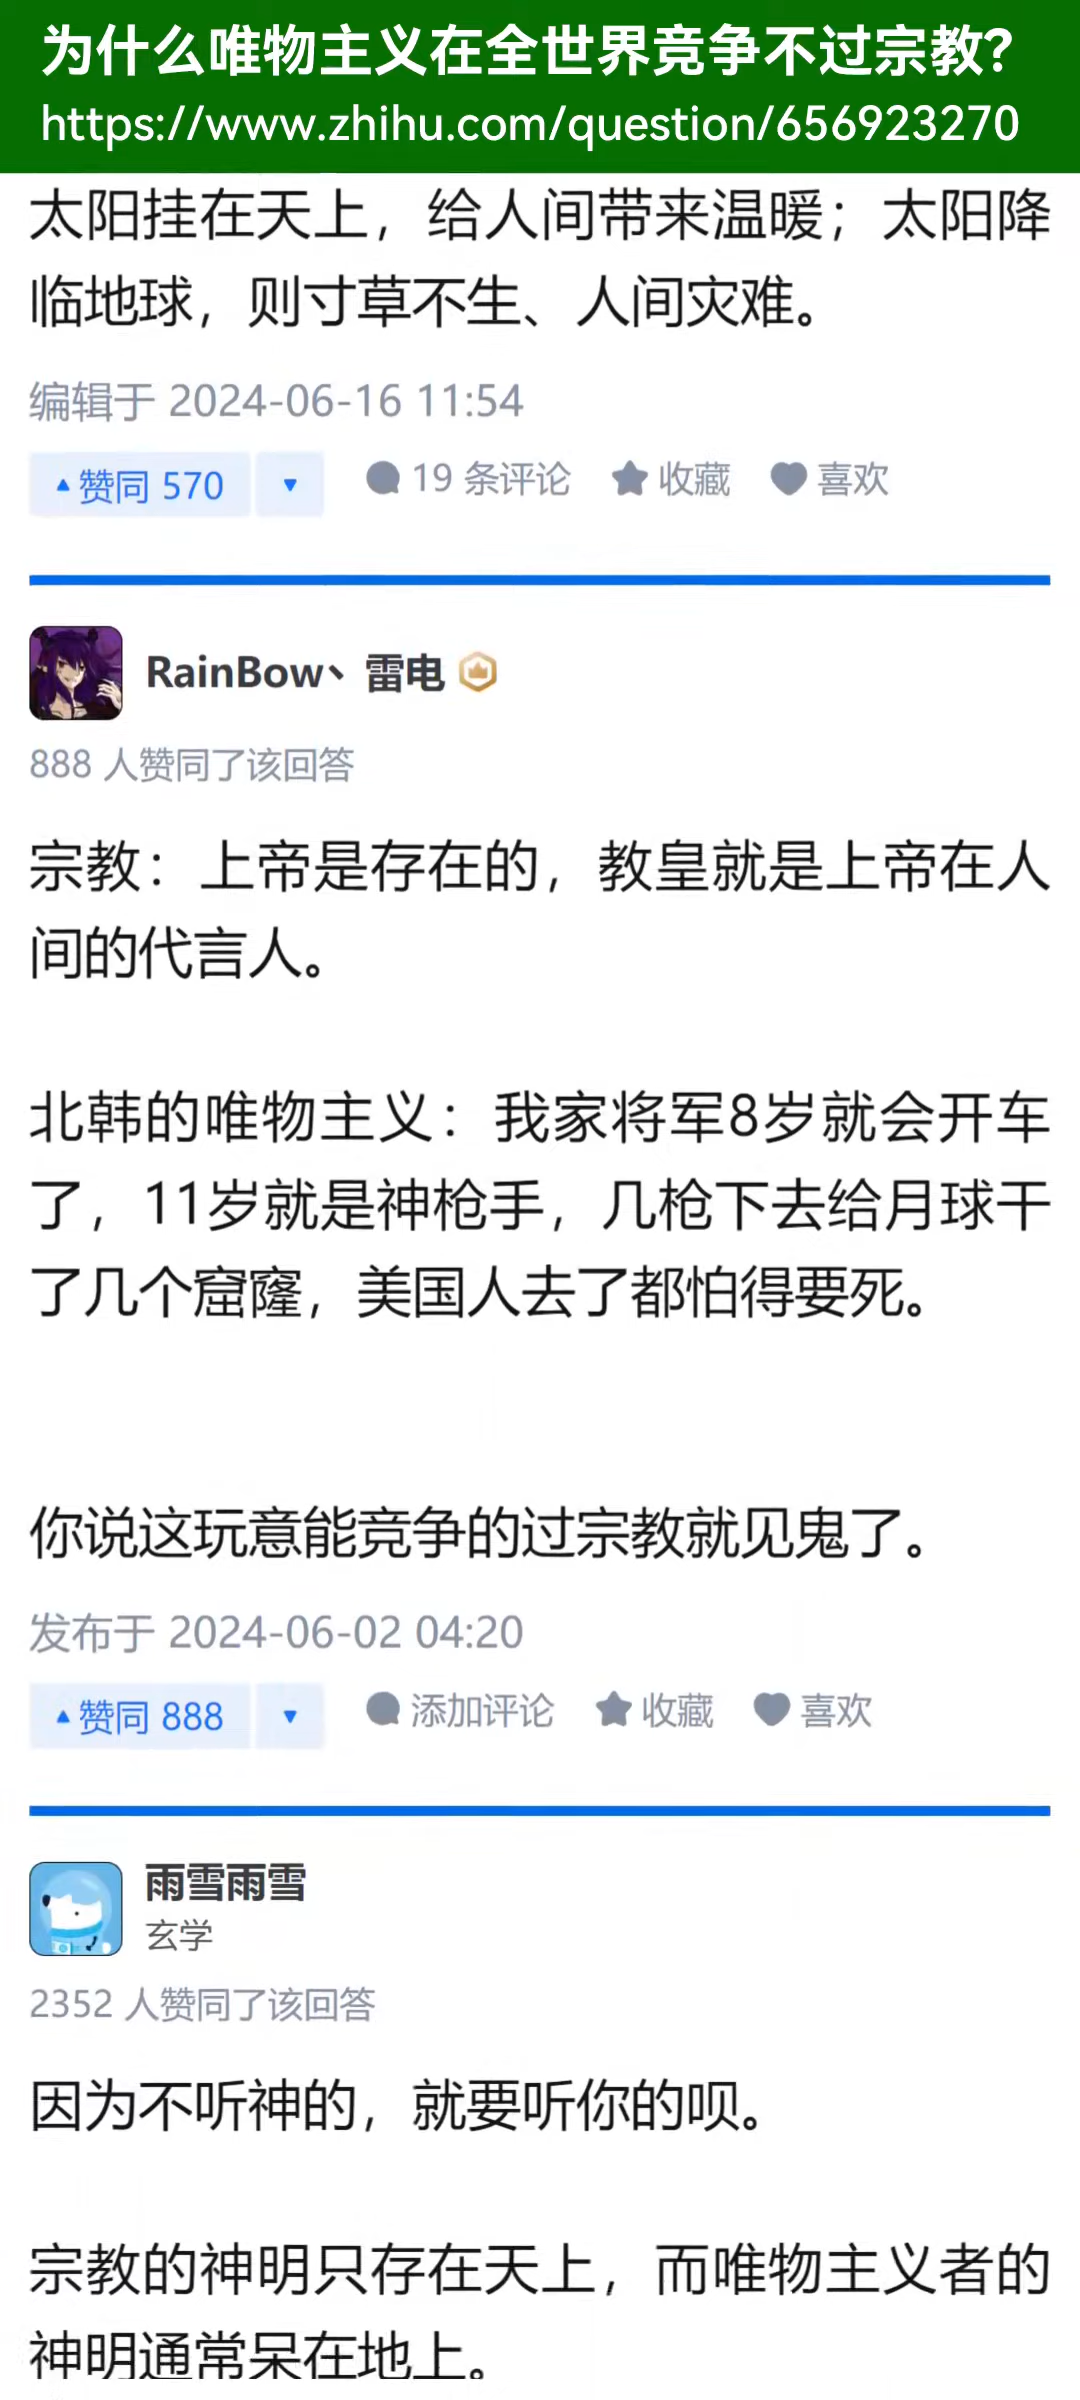 为什么唯物主义在全世界竞争不过宗教?
https://www.zhihu.com/question/656923270
太阳挂在天上，给人间带来温暖；太阳降
临地球，则寸草不生、人间灾难。
编辑于 2024-06-16 11:54
赞同 570 19 条评论 收藏 喜欢
RainBow丶 雷电
888 人赞同了该回答
宗教：上帝是存在的，教皇就是上帝在人
间的代言人。
北韩的唯物主义：我家将军8岁就会开车
了，11岁就是神枪手，几枪下去给月球干
了几个窟窿，美国人去了都怕得要死。
你说这玩意能竞争的过宗教就见鬼了。
发布于 2024-06-02 04:20
赞同 888 添加评论 收藏 喜欢
雨雪雨雪
玄学
2352 人赞同了该回答
因为不听神的，就要听你的呗。
宗教的神明只存在天上，而唯物主义者的
神明通常呆在地上。